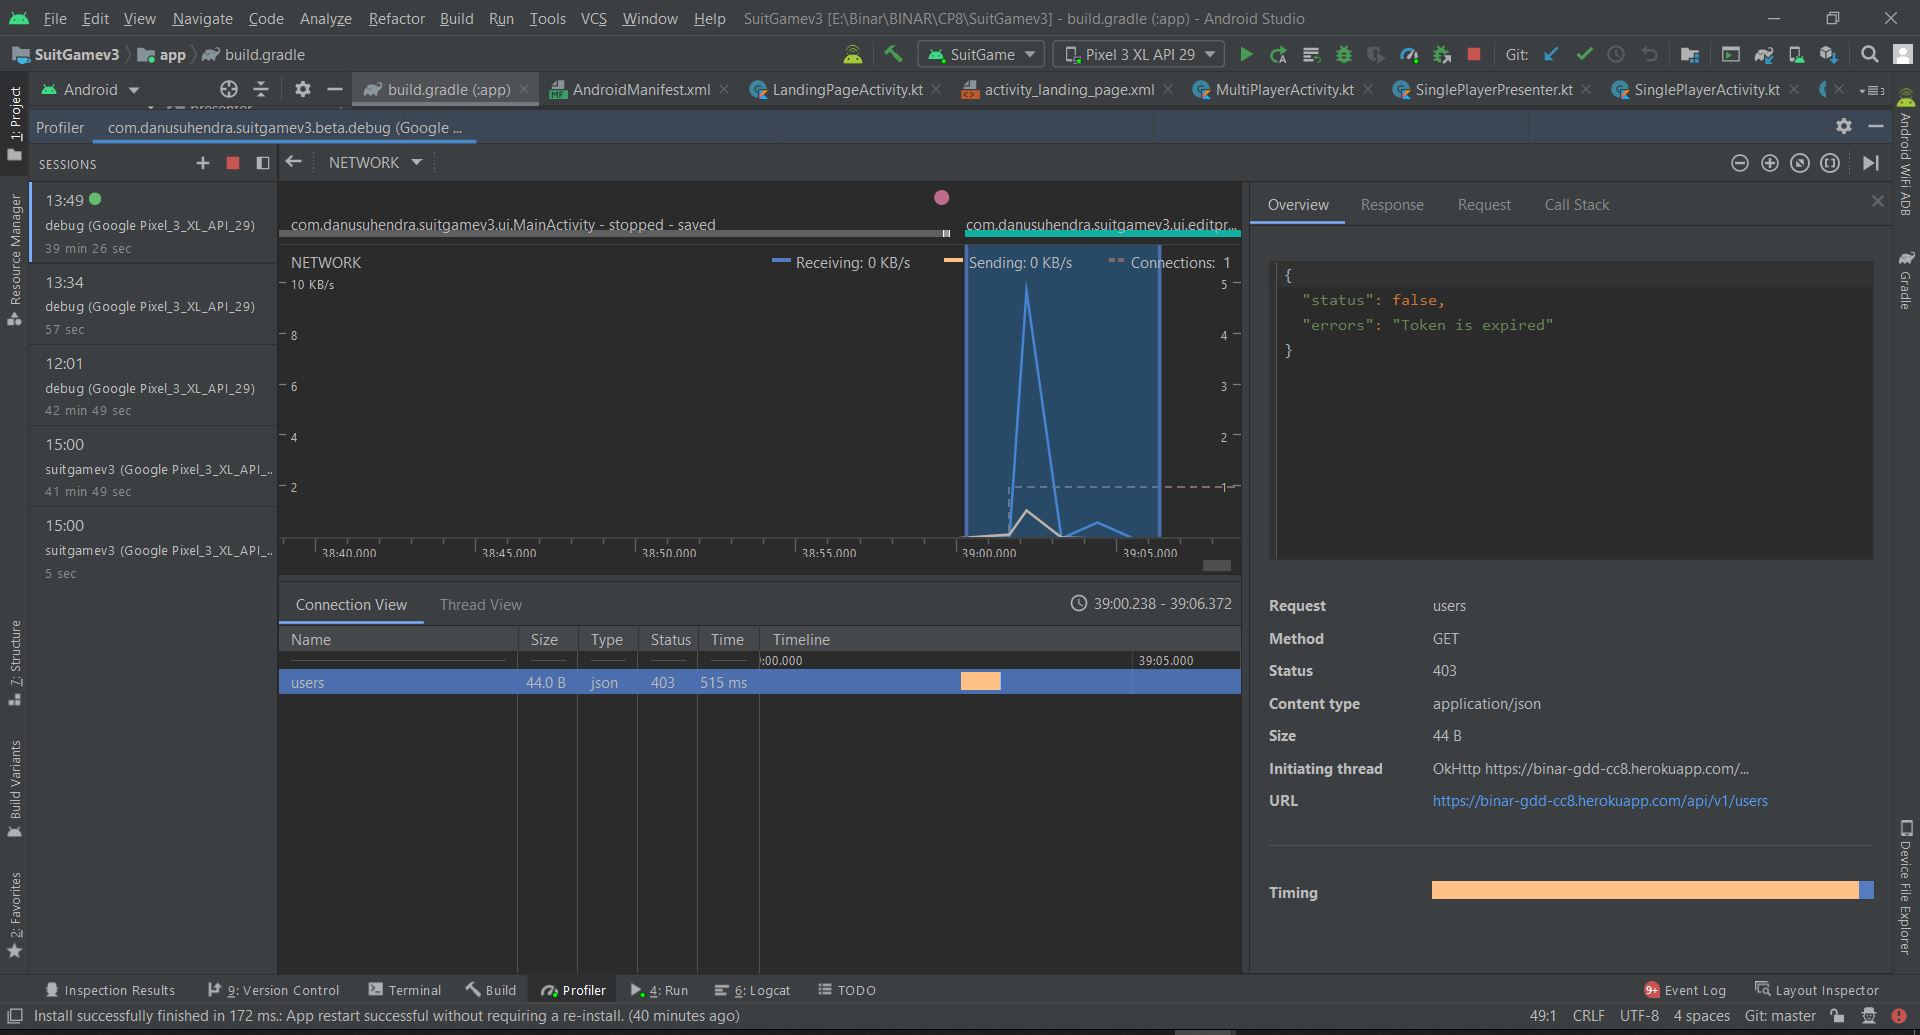 File Edit View Navigate Code Analyze Refactor Build Run Tools VCS Window Help SuitGamev3 [E:\Binar\BINAR\CP8\SuitGamev3] - build.gradle (:app) - Android Studio
SuitGamev3 app build.gradle SuitGame Pixel 3 XL API 29 Git:
Android build.gradle (:app) AndroidManifest.xml LandingPageActivity.kt activity_landing_page.xml MultiPlayerActivity.kt SinglePlayerPresenter.kt SinglePlayerActivity.kt 3
presenter
Profiler com.danusuhendra.suitgamev3.beta.debug (Google ...
SESSIONS
NETWORK
13:49
debug (Google Pixel_3_XL_API_29)
39 min 26 sec
13:34
debug (Google Pixel_3_XL_API_29)
57 sec
12:01
debug (Google Pixel_3_XL_API_29)
42 min 49 sec
15:00
suitgamev3 (Google Pixel_3_XL_API_..
41 min 49 sec
15:00
suitgamev3 (Google Pixel_3_XL_API_..
5 sec
com.danusuhendra.suitgamev3.ui.MainActivity - stopped - saved com.danusuhendra.suitgamev3.ui.editpr...
NETWORK Receiving: 0 KB/s Sending: 0 KB/s Connections: 1
10 KB/s 5
8 4
6 3
4 2
2 1
38:40.000 38:45.000 38:50.000 38:55.000 39:00.000 39:05.000
Connection View Thread View 39:00.238 - 39:06.372
Name Size Type Status Time Timeline
:00.000 39:05.000
users 44.0 B json 403 515 ms
Overview Response Request Call Stack
{
"status": false,
"errors": "Token is expired"
}
Request users
Method GET
Status 403
Content type application/json
Size 44 B
Initiating thread OkHttp https://binar-gdd-cc8.herokuapp.com/...
URL https://binar-gdd-cc8.herokuapp.com/api/v1/users
Timing
1: Project
Resource Manager
7: Structure
Build Variants
2: Favorites
Android WiFi ADB
Gradle
Device File Explorer
Inspection Results 9: Version Control Terminal Build Profiler 4: Run 6: Logcat TODO 9+ Event Log Layout Inspector
Install successfully finished in 172 ms.: App restart successful without requiring a re-install. (40 minutes ago) 49:1 CRLF UTF-8 4 spaces Git: master